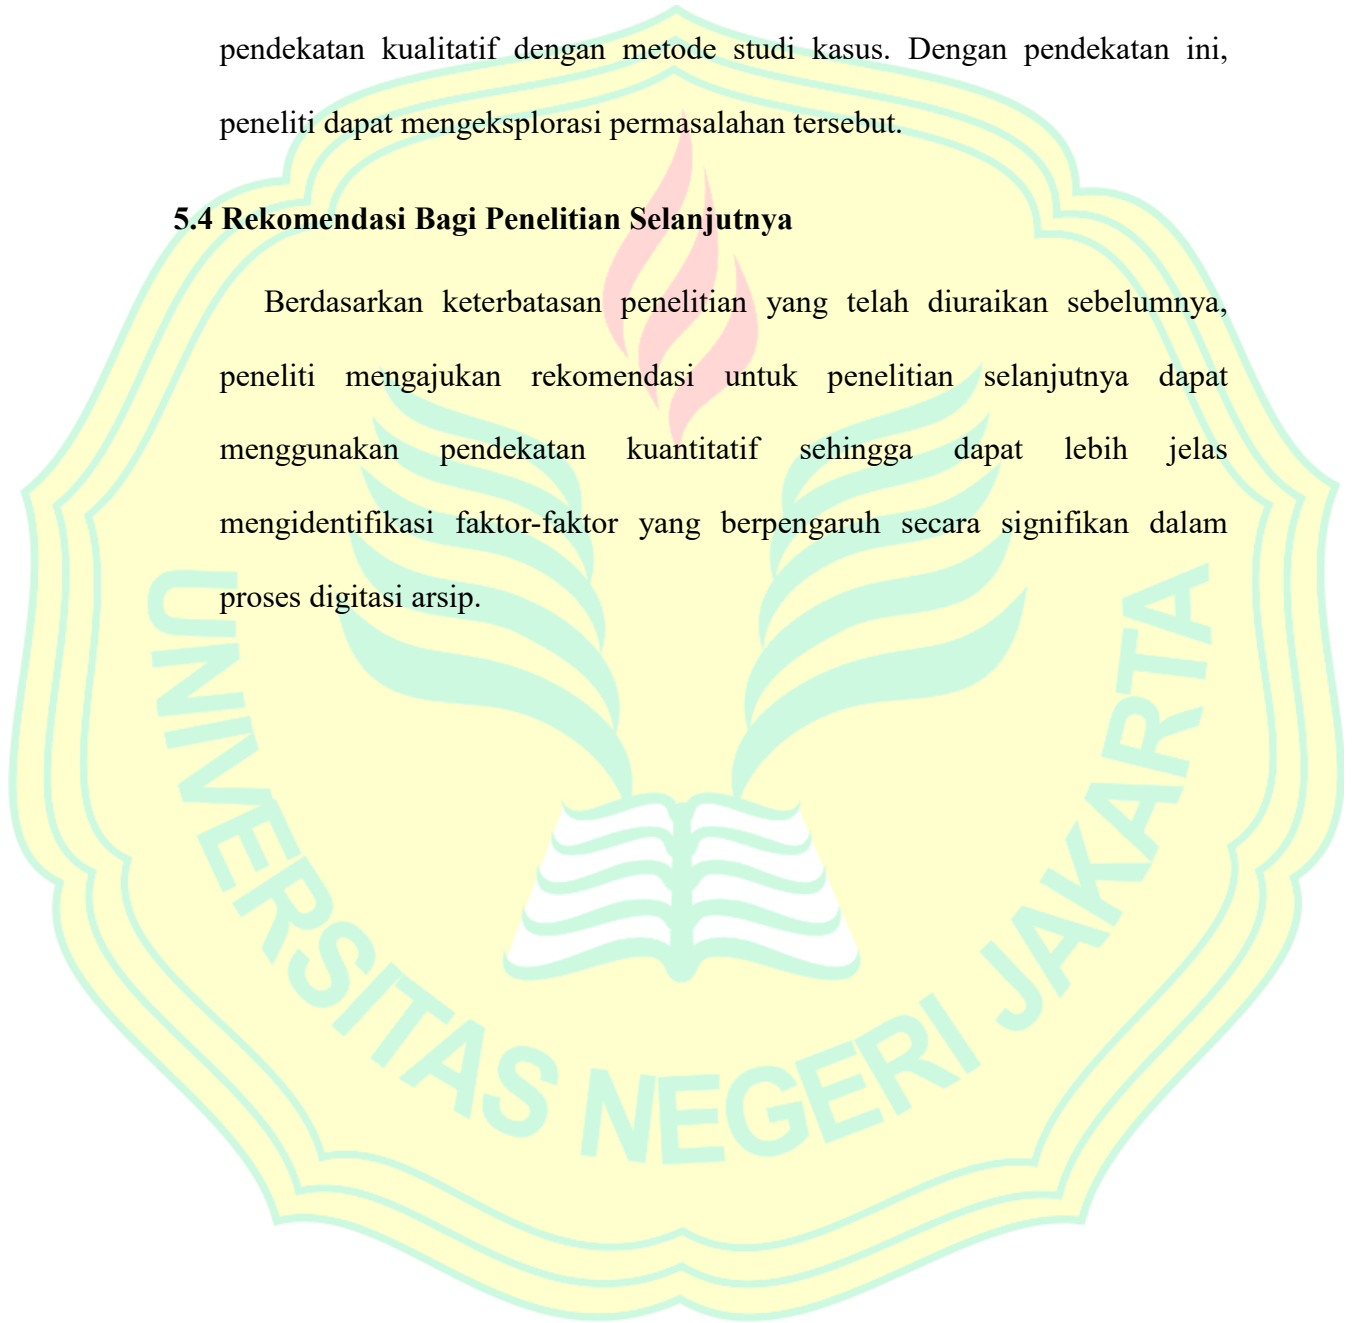 pendekatan kualitatif dengan metode studi kasus. Dengan pendekatan ini,
peneliti dapat mengeksplorasi permasalahan tersebut.
5.4 Rekomendasi Bagi Penelitian Selanjutnya
Berdasarkan keterbatasan penelitian yang telah diuraikan sebelumnya,
peneliti mengajukan rekomendasi untuk penelitian selanjutnya dapat
menggunakan pendekatan kuantitatif sehingga dapat lebih jelas
mengidentifikasi faktor-faktor yang berpengaruh secara signifikan dalam
proses digitasi arsip.
UNIVERSITAS NEGERI JAKARTA